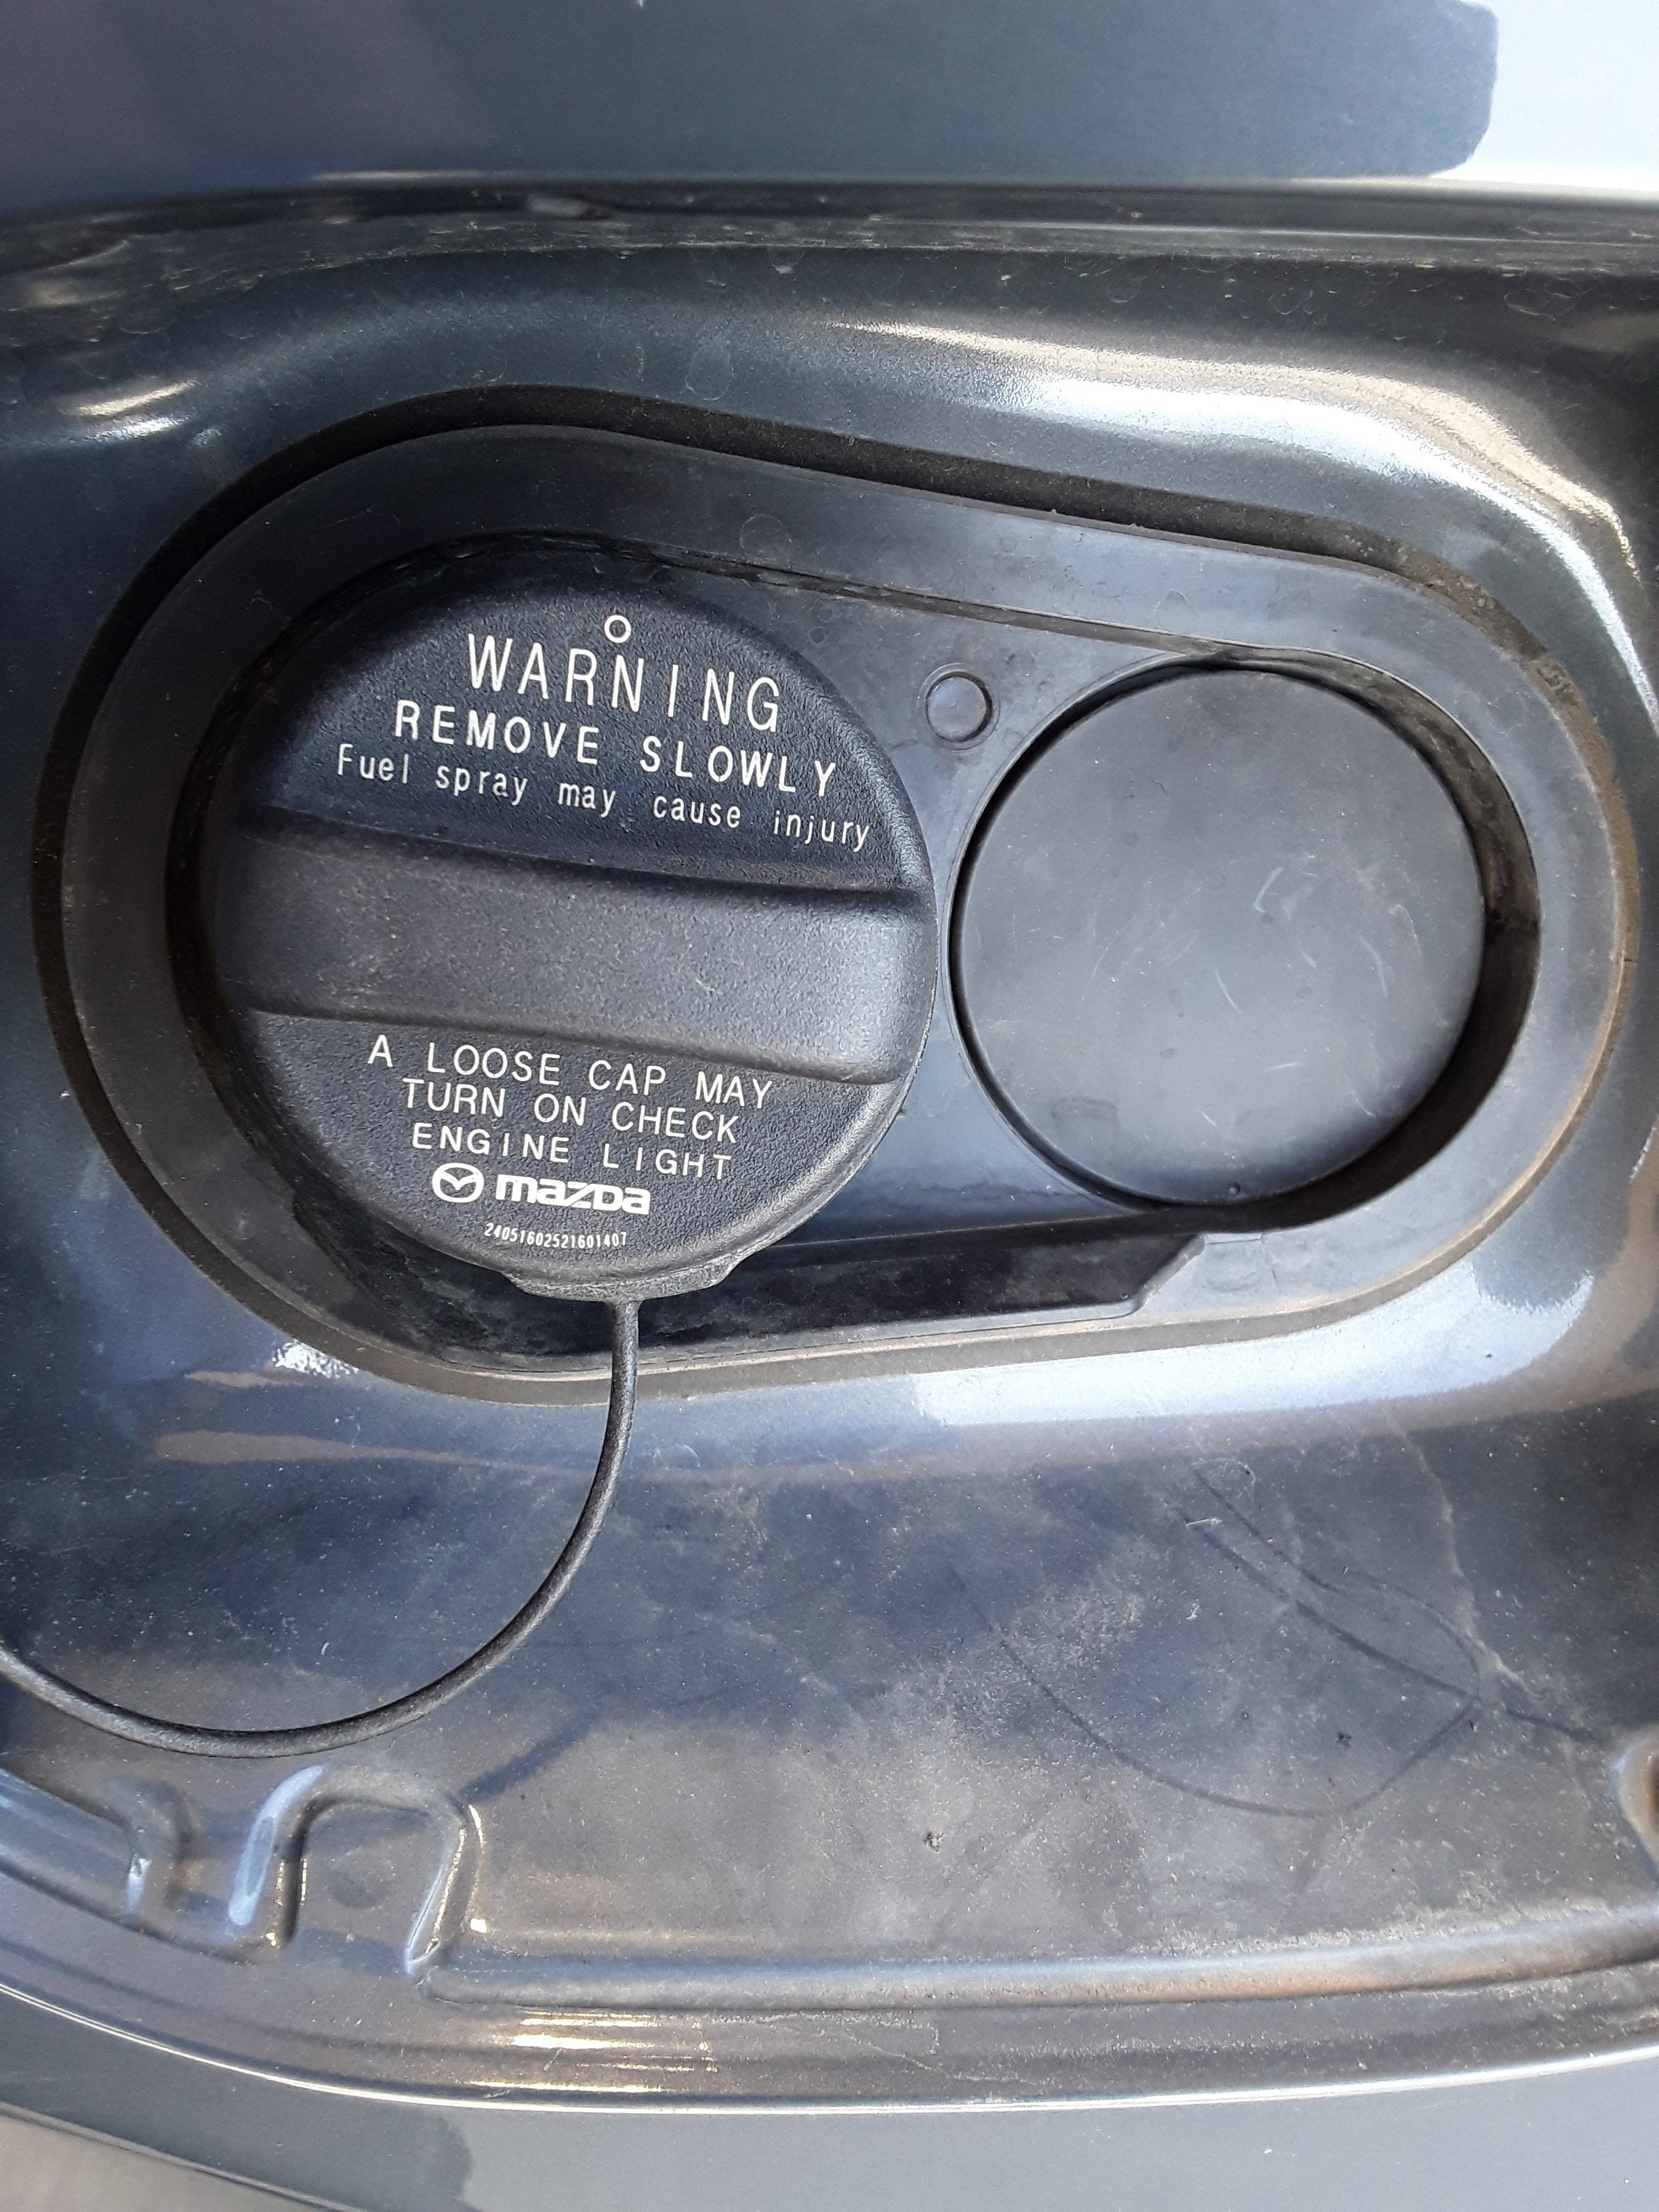 WARNING
REMOVE SLOWLY
Fuel spray may cause injury
A LOOSE CAP MAY
TURN ON CHECK
ENGINE LIGHT
mazda
24051602521601407